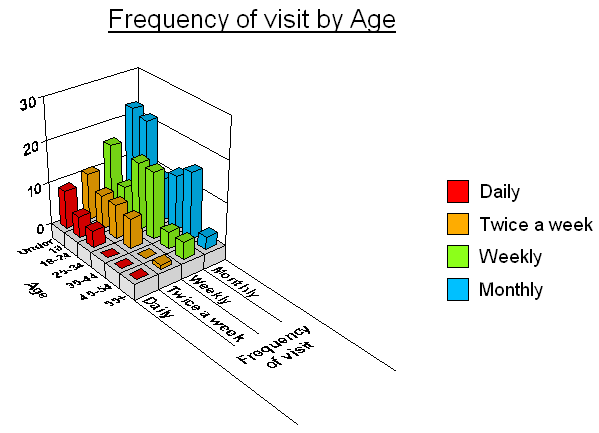 Frequency of visit by Age
30
20
10
0
Under
18
18-24
25-34
35-44
45-54
55+
Age
Daily
Twice a week
Weekly
Monthly
Frequency
of visit
Daily
Twice a week
Weekly
Monthly